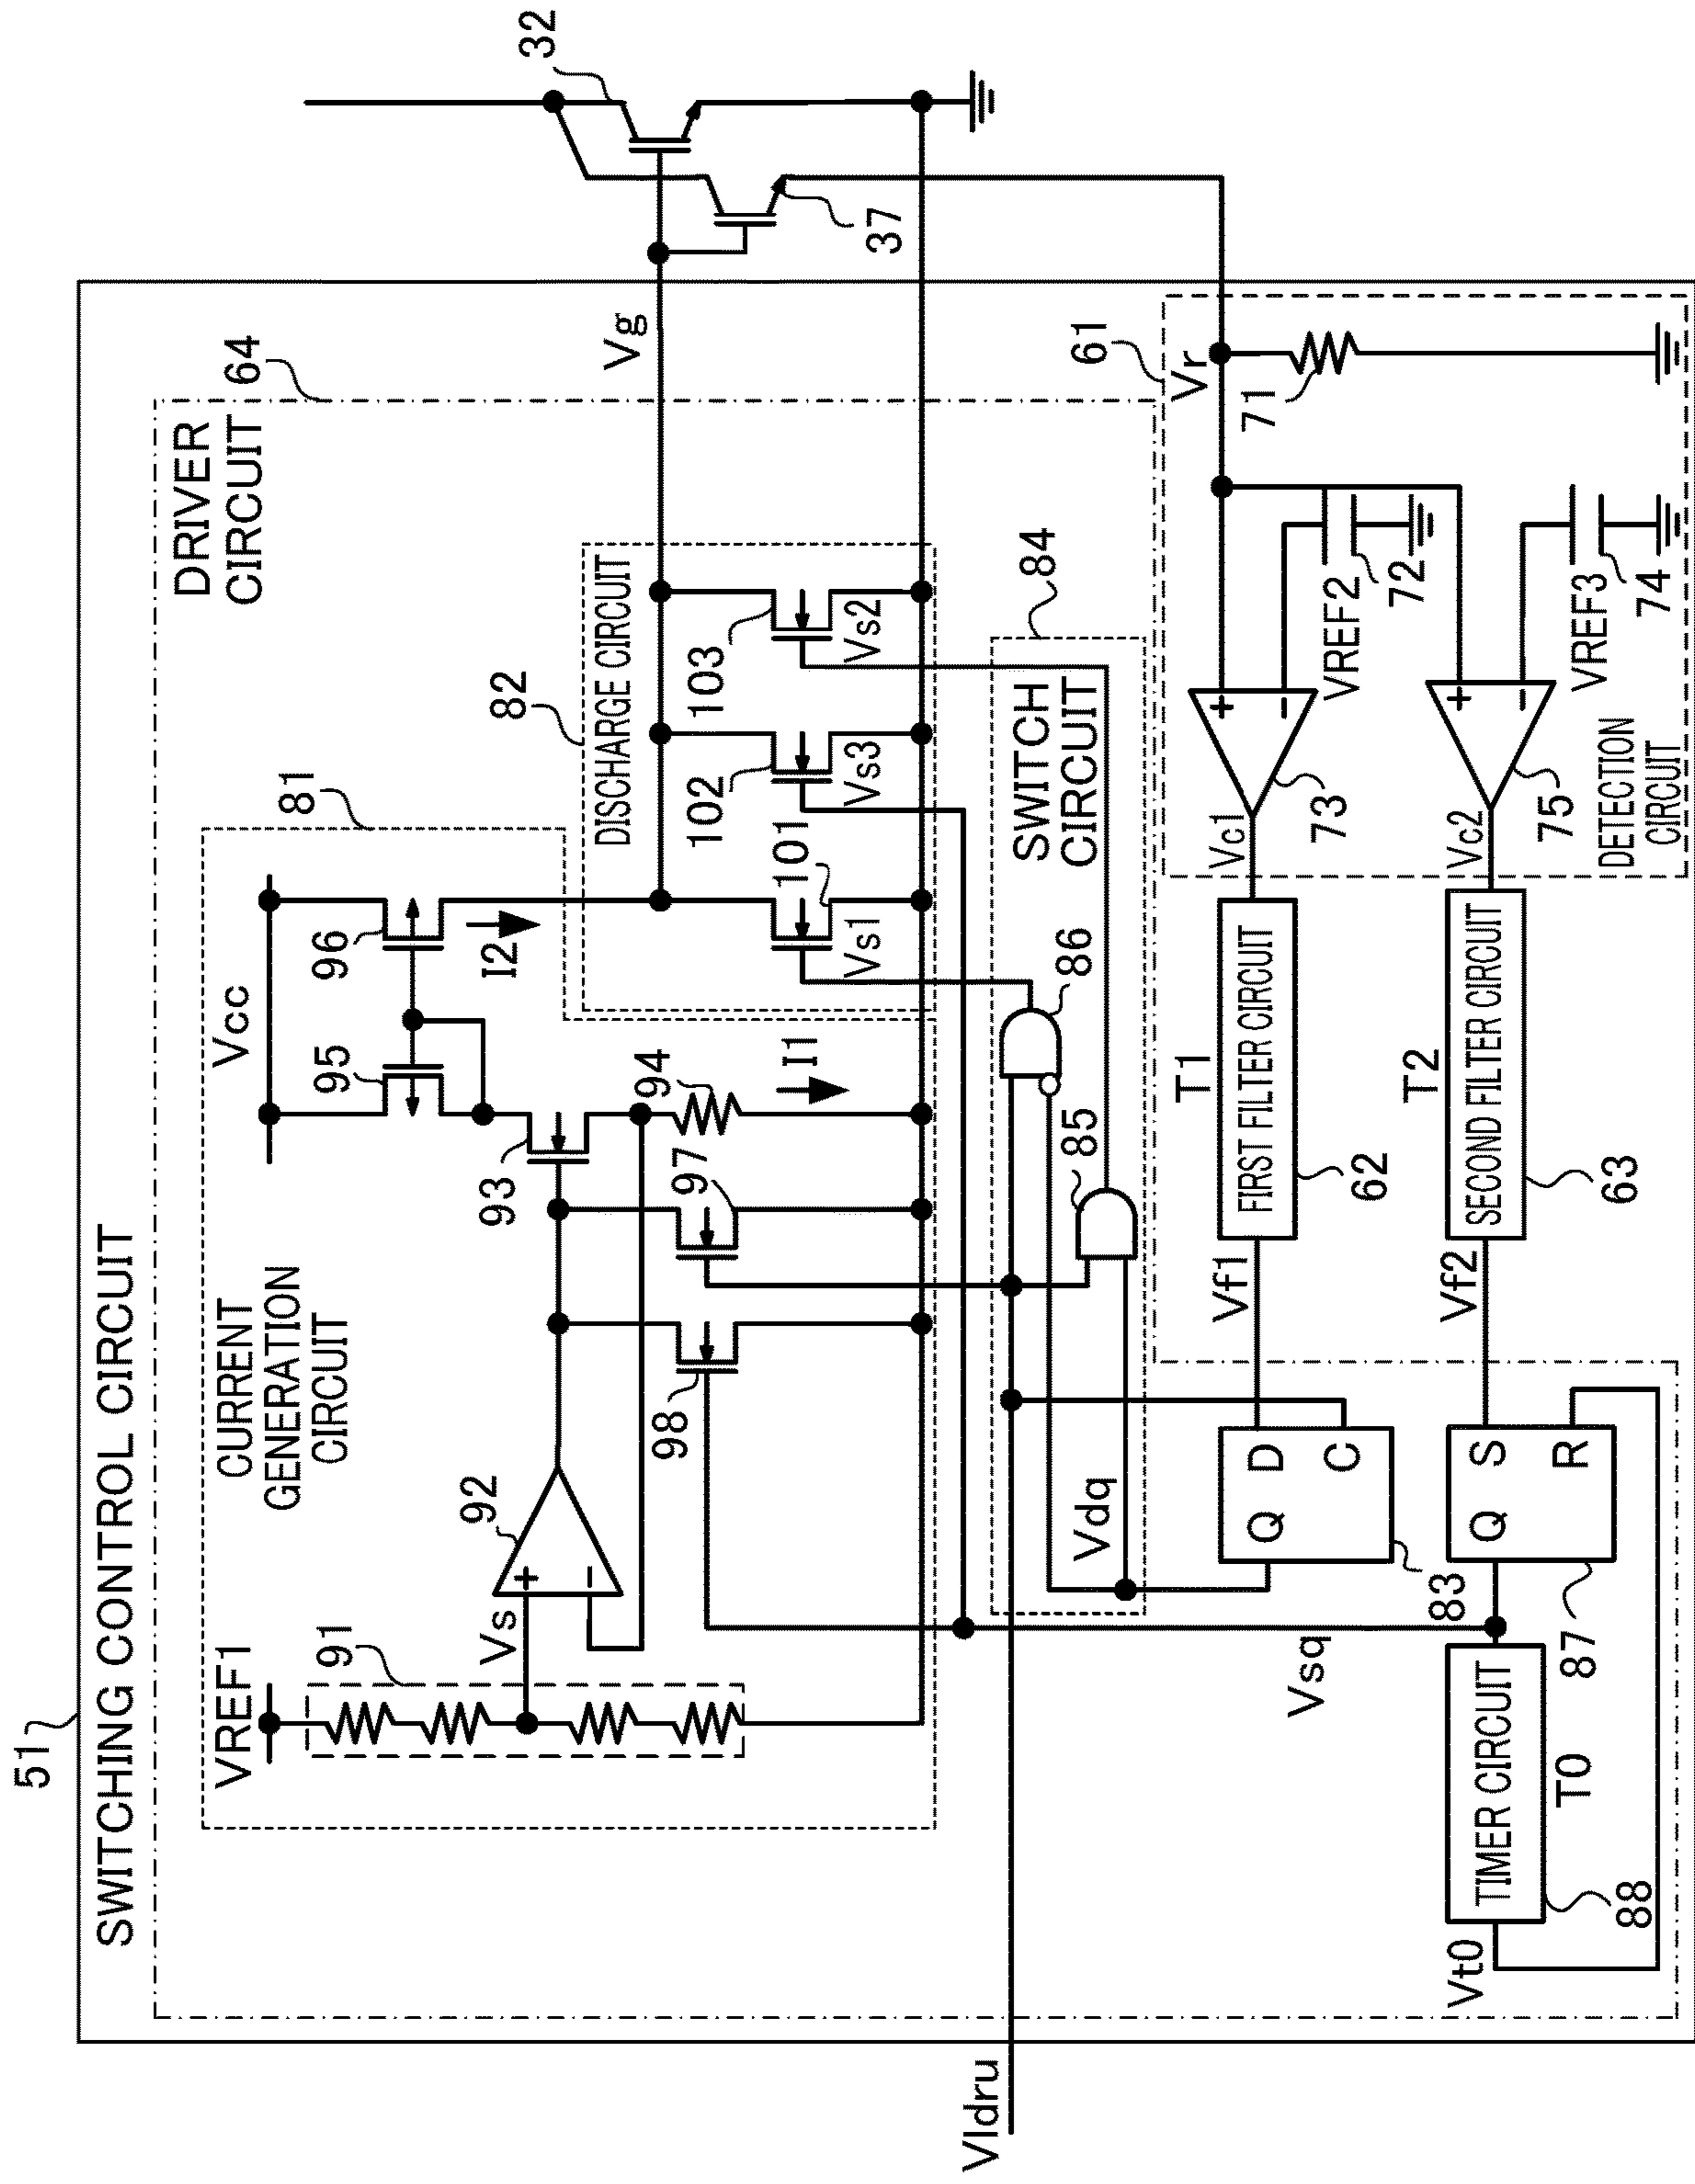 51
SWITCHING CONTROL CIRCUIT
DRIVER
CIRCUIT
64
CURRENT
GENERATION
CIRCUIT
81
VREF1
91
Vs
92
Vcc
95
96
I2
93
94
I1
97
98
82
DISCHARGE CIRCUIT
101
102
103
Vs1
Vs3
Vs2
Vg
32
37
84
SWITCH
CIRCUIT
86
85
Vdq
Vldru
61
Vr
71
VREF2
72
VREF3
74
73
75
Vc1
Vc2
DETECTION
CIRCUIT
T1
FIRST FILTER CIRCUIT
62
Vf1
T2
SECOND FILTER CIRCUIT
63
Vf2
Q D
C
83
Q S
R
87
Vsq
TIMER CIRCUIT
T0
88
Vt0